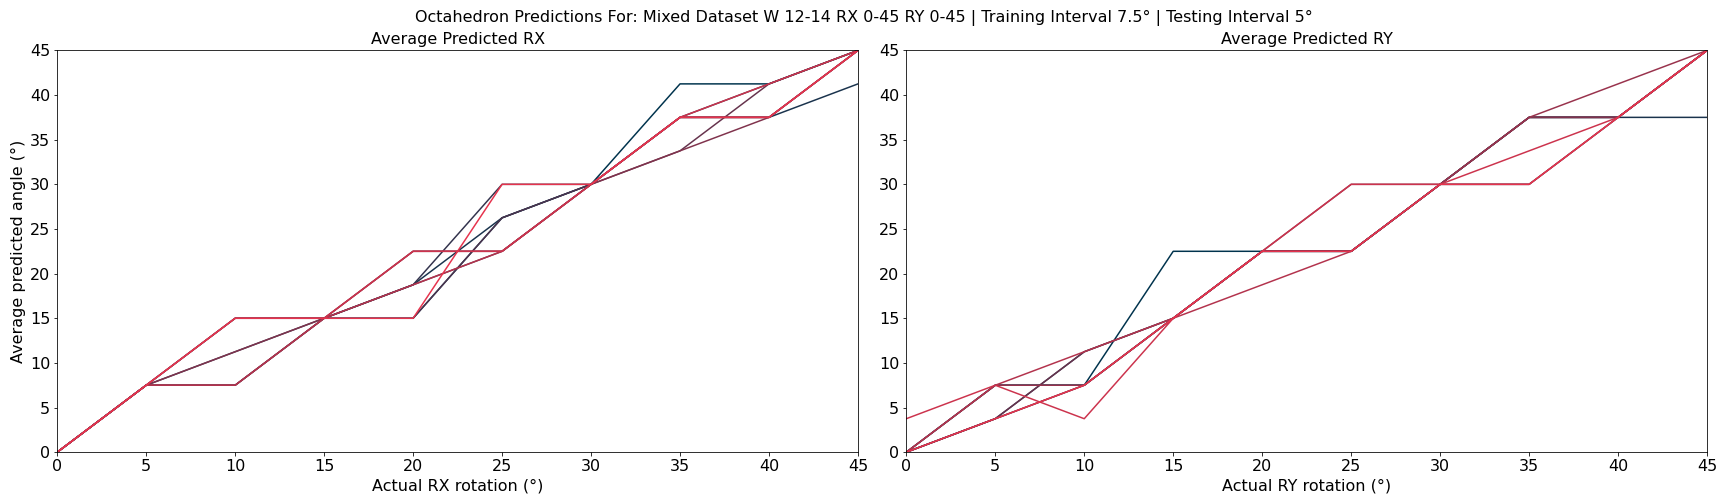 Octahedron Predictions For: Mixed Dataset W 12-14 RX 0-45 RY 0-45 | Training Interval 7.5° | Testing Interval 5°
Average Predicted RX
Average predicted angle (°)
45
40
35
30
25
20
15
10
5
0
0 5 10 15 20 25 30 35 40 45
Actual RX rotation (°)
Average Predicted RY
45
40
35
30
25
20
15
10
5
0
0 5 10 15 20 25 30 35 40 45
Actual RY rotation (°)